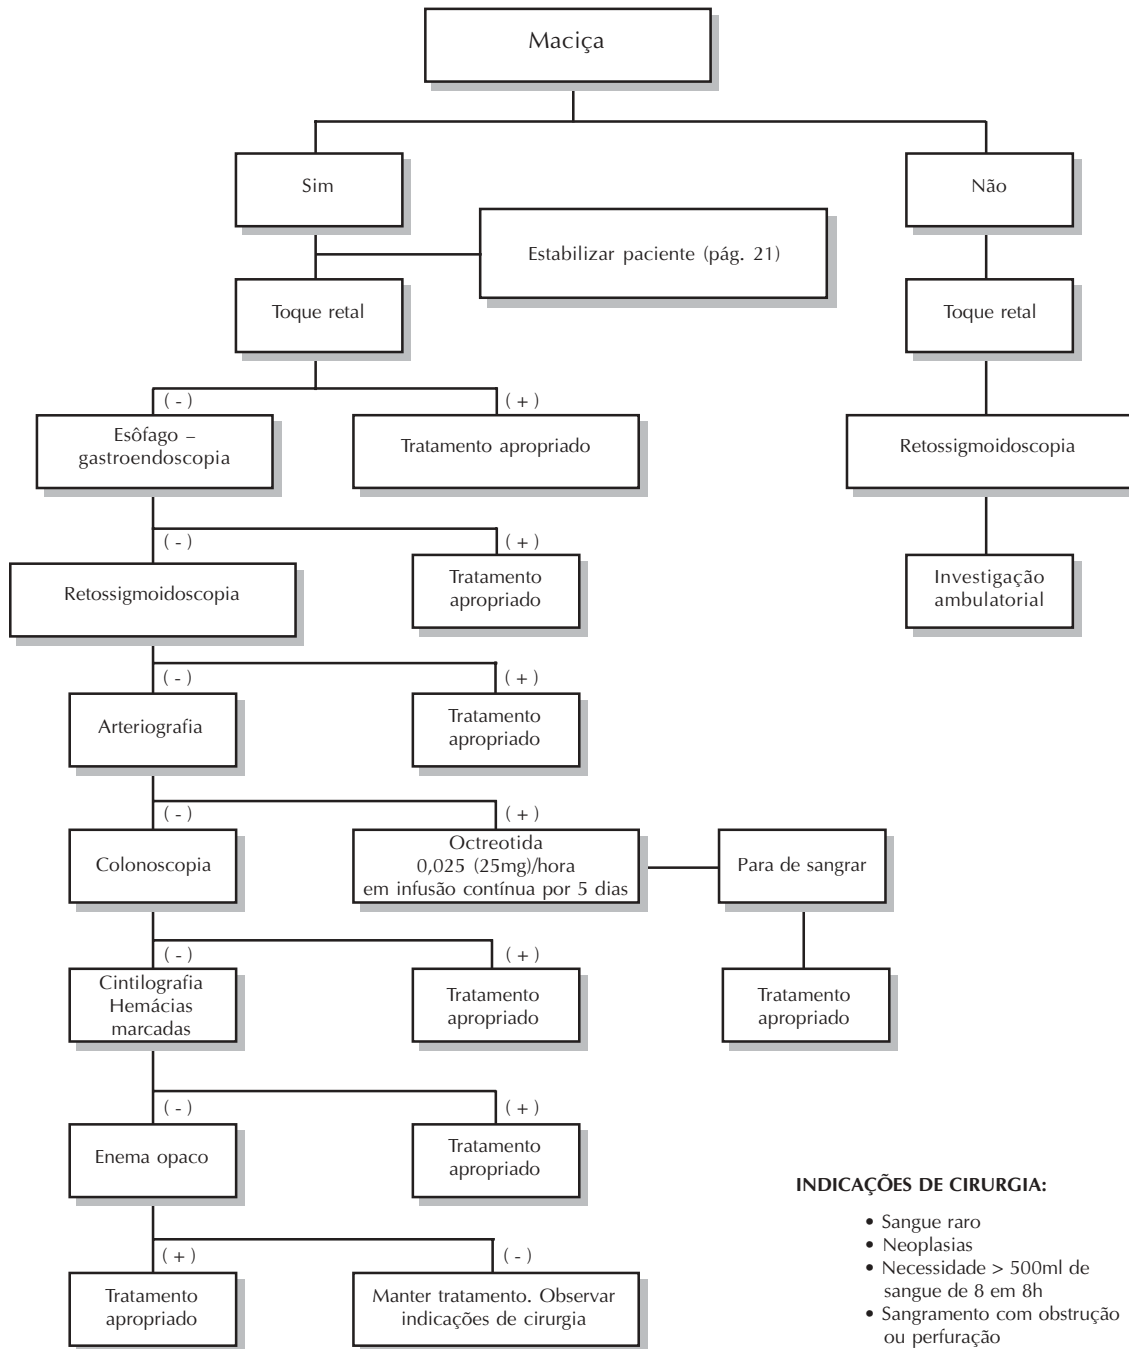 Maciça
Sim
Não
Estabilizar paciente (pág. 21)
Toque retal
Toque retal
( - )
( + )
Esôfago –
gastroendoscopia
Tratamento apropriado
Retossigmoidoscopia
( - )
( + )
Retossigmoidoscopia
Tratamento
apropriado
Investigação
ambulatorial
( - )
( + )
Arteriografia
Tratamento
apropriado
( - )
( + )
Colonoscopia
Octreotida
0,025 (25mg)/hora
em infusão contínua por 5 dias
Para de sangrar
( - )
( + )
Cintilografia
Hemácias
marcadas
Tratamento
apropriado
Tratamento
apropriado
( - )
( + )
Enema opaco
Tratamento
apropriado
( + )
( - )
Tratamento
apropriado
Manter tratamento. Observar
indicações de cirurgia
INDICAÇÕES DE CIRURGIA:
• Sangue raro
• Neoplasias
• Necessidade > 500ml de
sangue de 8 em 8h
• Sangramento com obstrução
ou perfuração